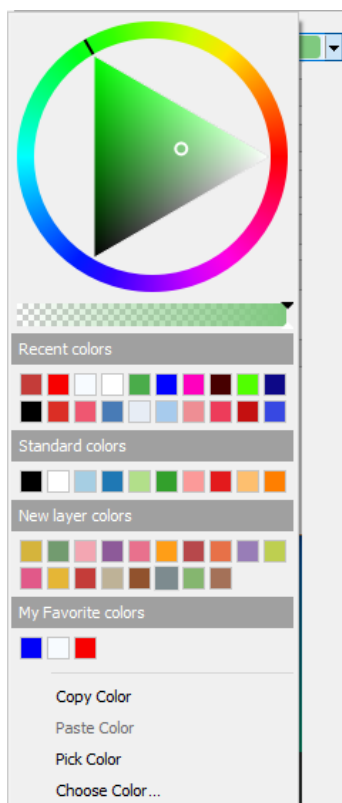 Recent colors
Standard colors
New layer colors
My Favorite colors
Copy Color
Paste Color
Pick Color
Choose Color...